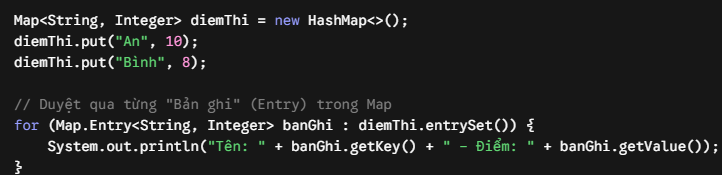 Map<String, Integer> diemThi = new HashMap<>();
diemThi.put("An", 10);
diemThi.put("Bình", 8);
// Duyệt qua từng "Bản ghi" (Entry) trong Map
for (Map.Entry<String, Integer> banGhi : diemThi.entrySet()) {
System.out.println("Tên: " + banGhi.getKey() + " - Điểm: " + banGhi.getValue());
}